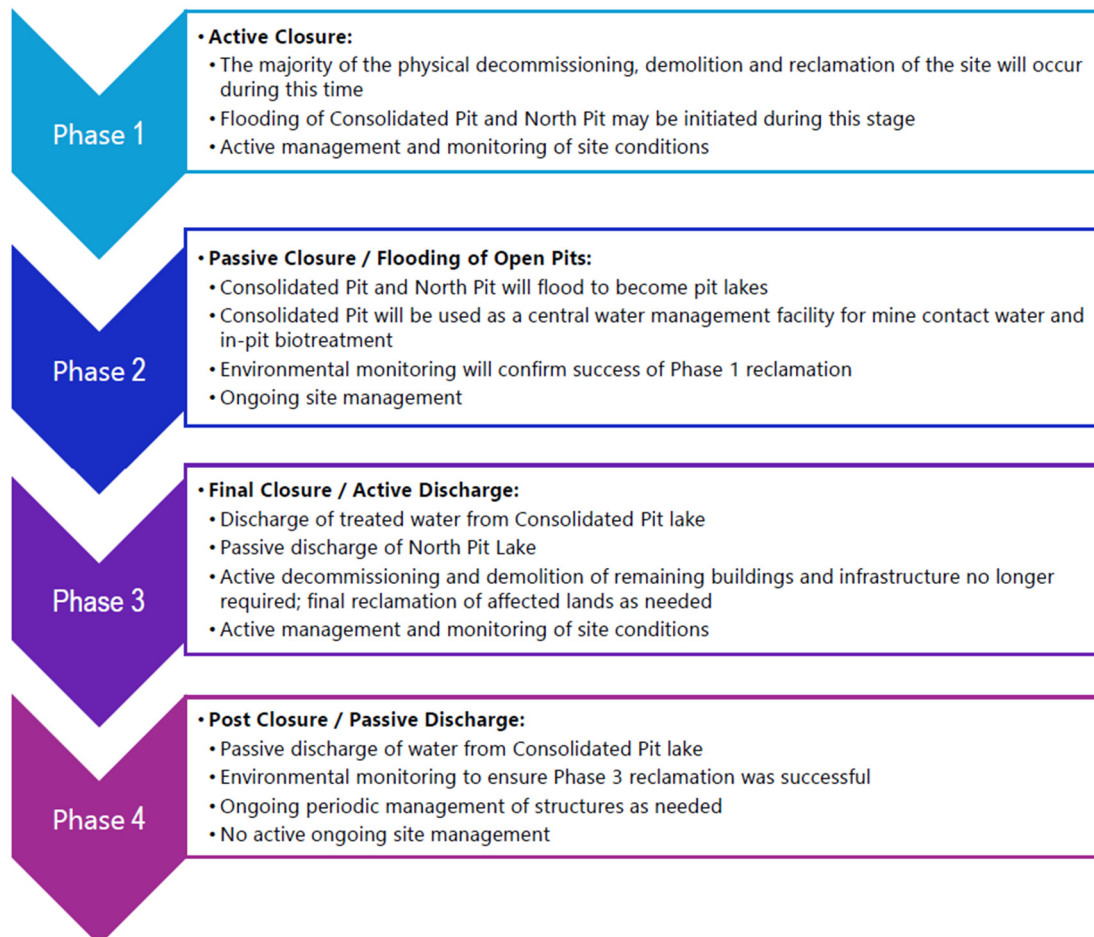 Phase 1
• Active Closure:
• The majority of the physical decommissioning, demolition and reclamation of the site will occur
during this time
• Flooding of Consolidated Pit and North Pit may be initiated during this stage
• Active management and monitoring of site conditions
Phase 2
• Passive Closure / Flooding of Open Pits:
• Consolidated Pit and North Pit will flood to become pit lakes
• Consolidated Pit will be used as a central water management facility for mine contact water and
in-pit biotreatment
• Environmental monitoring will confirm success of Phase 1 reclamation
• Ongoing site management
Phase 3
• Final Closure / Active Discharge:
• Discharge of treated water from Consolidated Pit lake
• Passive discharge of North Pit Lake
• Active decommissioning and demolition of remaining buildings and infrastructure no longer
required; final reclamation of affected lands as needed
• Active management and monitoring of site conditions
Phase 4
• Post Closure / Passive Discharge:
• Passive discharge of water from Consolidated Pit lake
• Environmental monitoring to ensure Phase 3 reclamation was successful
• Ongoing periodic management of structures as needed
• No active ongoing site management